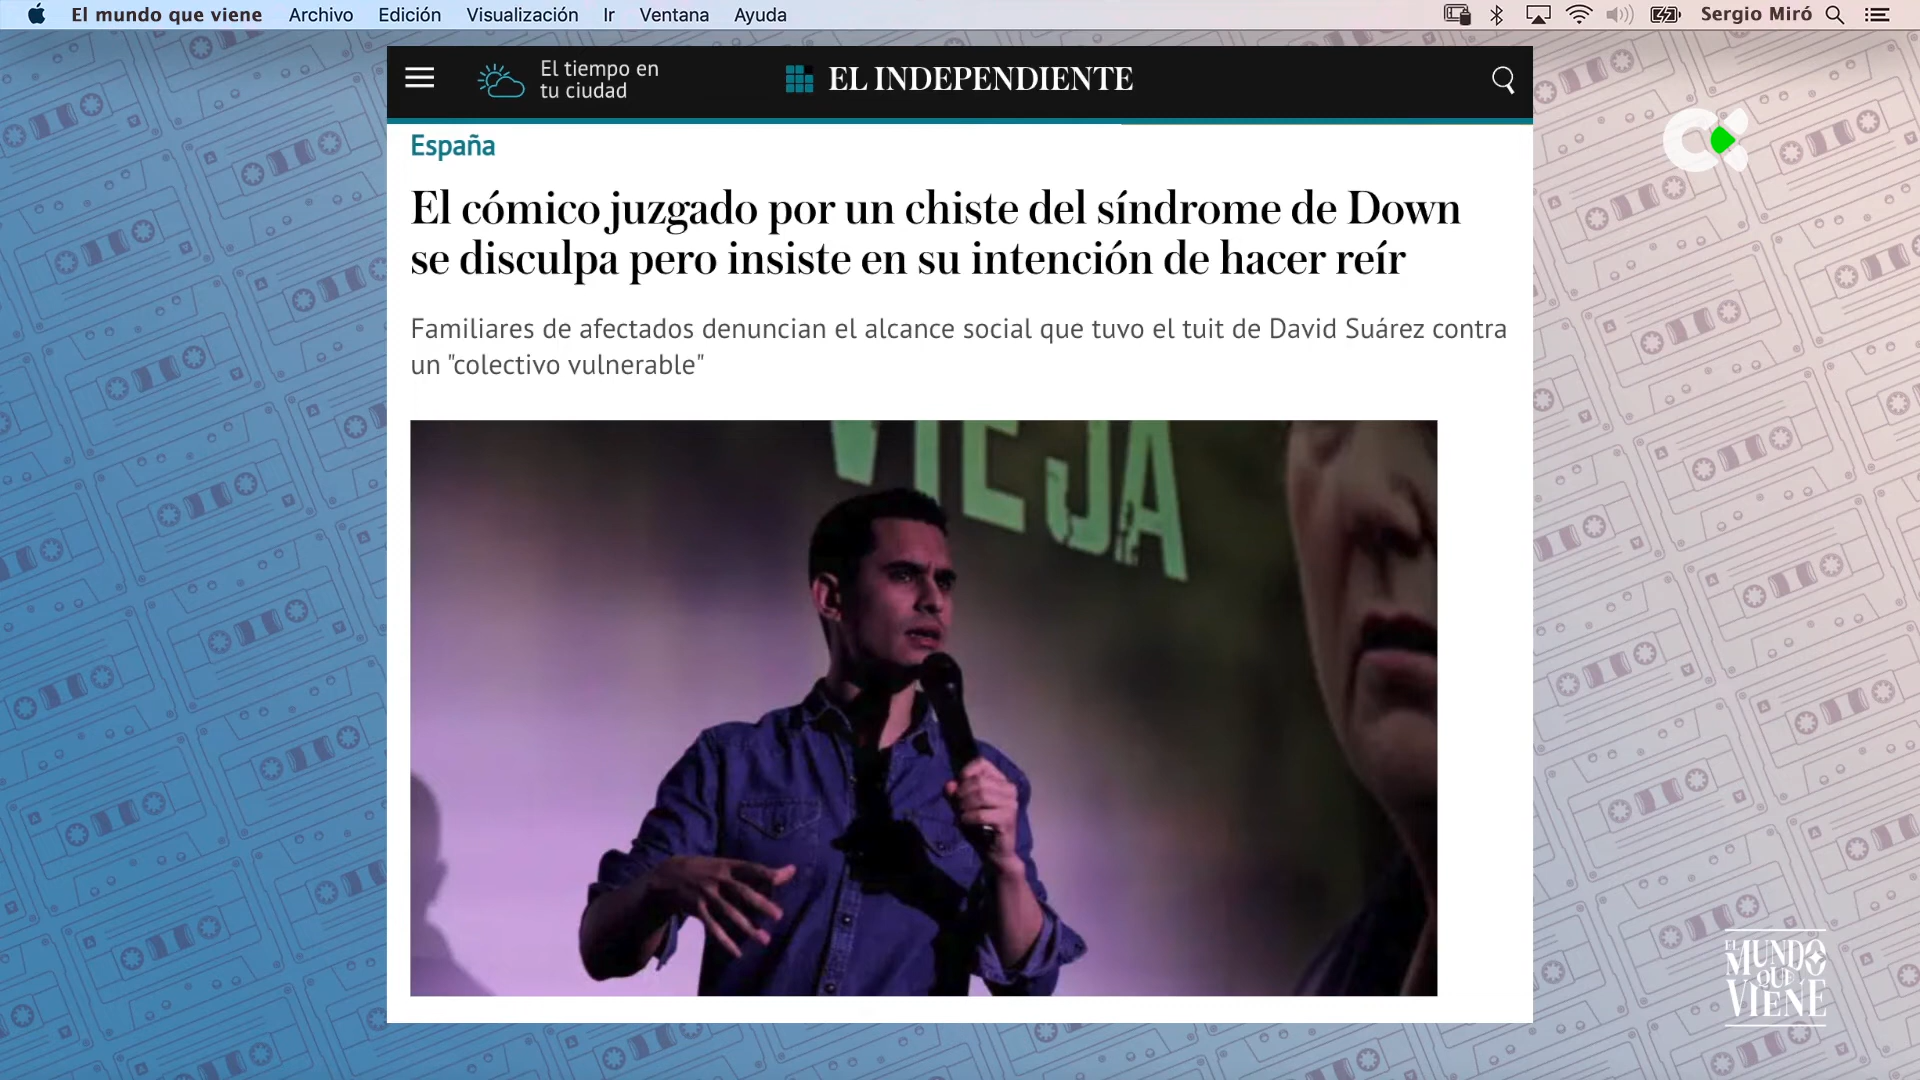 El mundo que viene Archivo Edición Visualización Ir Ventana Ayuda Sergio Miró
El tiempo en
tu ciudad
EL INDEPENDIENTE
España
El cómico juzgado por un chiste del síndrome de Down
se disculpa pero insiste en su intención de hacer reír
Familiares de afectados denuncian el alcance social que tuvo el tuit de David Suárez contra
un "colectivo vulnerable"
VIEJA
EL
MUNDO
QUE
VIENE